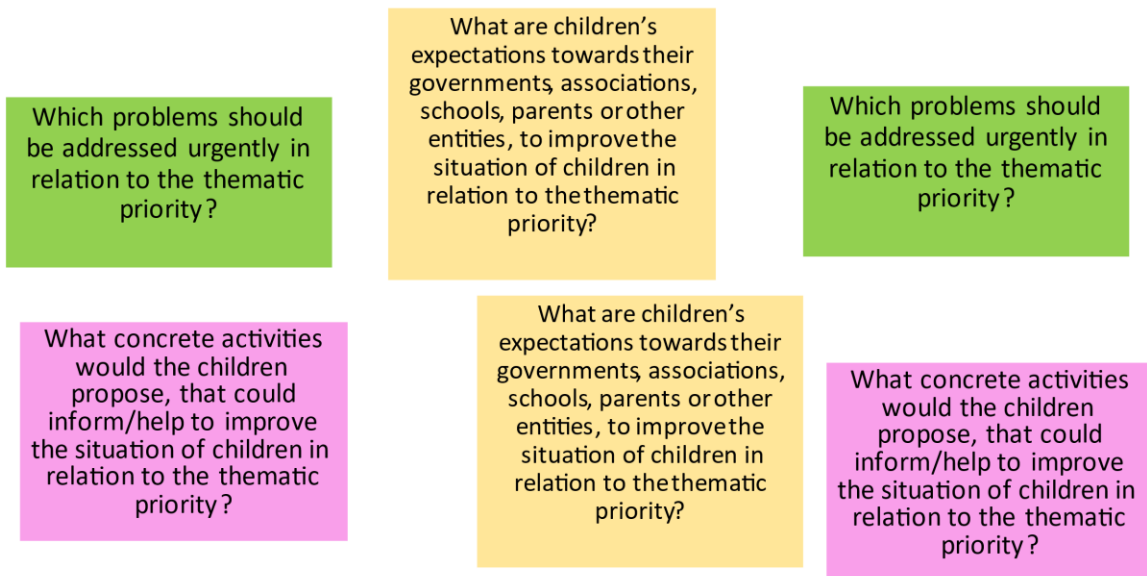 Which problems should
be addressed urgently in
relation to the thematic
priority?
What are children's
expectations towards their
governments, associations,
schools, parents or other
entities, to improve the
situation of children in
relation to the thematic
priority?
Which problems should
be addressed urgently in
relation to the thematic
priority?
What concrete activities
would the children
propose, that could
inform/help to improve
the situation of children in
relation to the thematic
priority?
What are children's
expectations towards their
governments, associations,
schools, parents or other
entities, to improve the
situation of children in
relation to the thematic
priority?
What concrete activities
would the children
propose, that could
inform/help to improve
the situation of children in
relation to the thematic
priority?